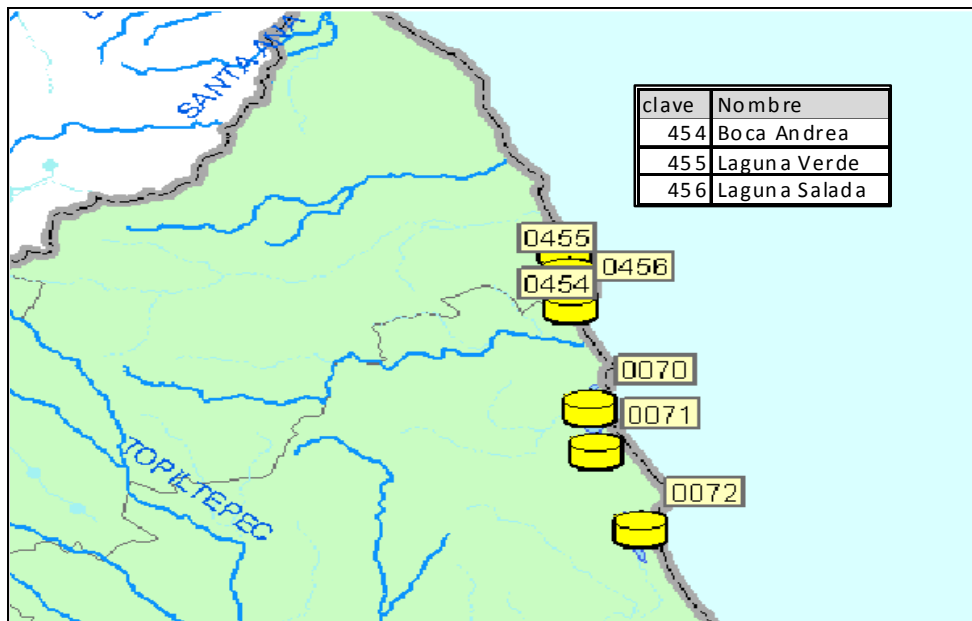 SANTA ANA
clave Nombre
454 Boca Andrea
455 Laguna Verde
456 Laguna Salada
0455
0456
0454
0070
0071
TOPILTEPEC
0072